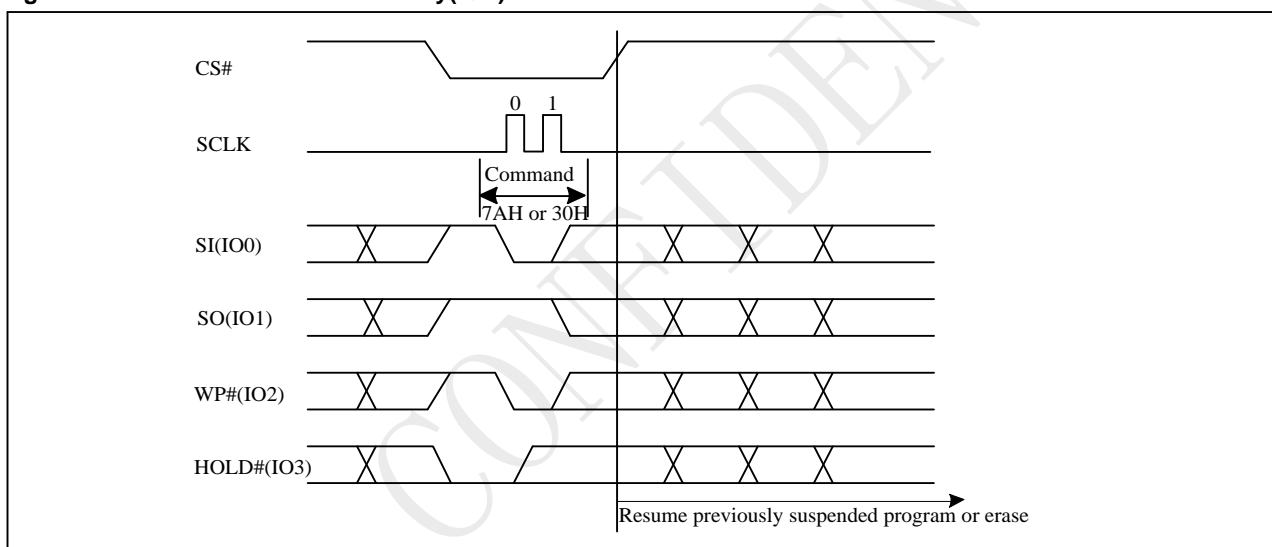 CS#
0 1
SCLK
Command
7AH or 30H
SI(IO0)
SO(IO1)
WP#(IO2)
HOLD#(IO3)
Resume previously suspended program or erase